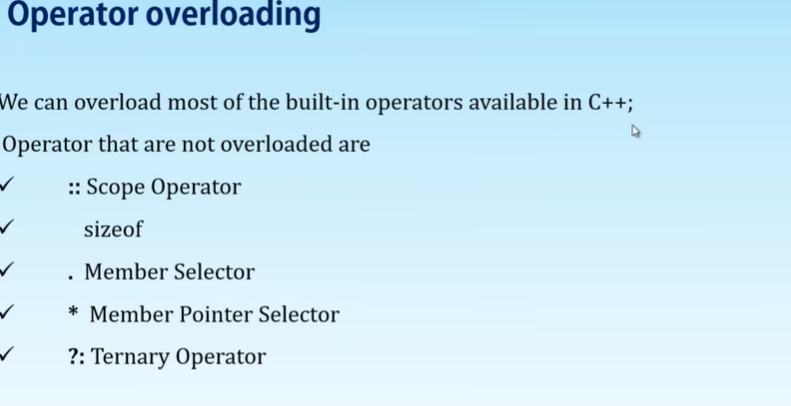 Operator overloading
We can overload most of the built-in operators available in C++;
Operator that are not overloaded are
✓ :: Scope Operator
✓ sizeof
✓ . Member Selector
✓ * Member Pointer Selector
✓ ?: Ternary Operator